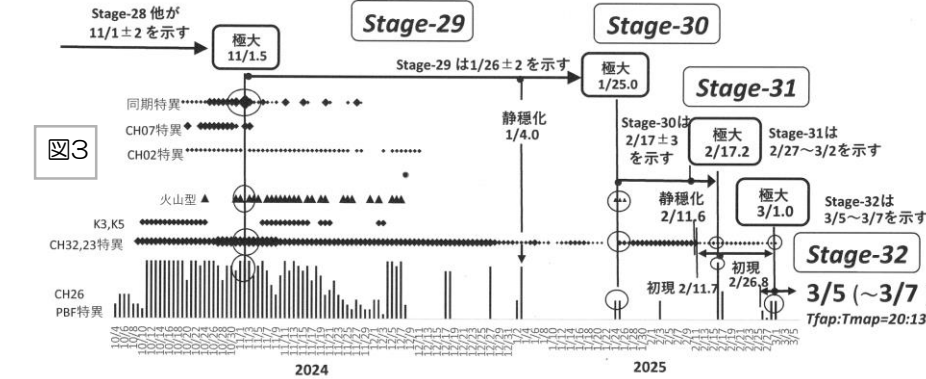 Stage-28 他が
11/1±2 を示す
極大
11/1.5
Stage-29
Stage-29 は1/26±2 を示す
Stage-30
極大
1/25.0
Stage-31
Stage-30は
2/17±3
を示す
極大
2/17.2
Stage-31は
2/27～3/2を示す
図3
同期特異
CH07特異
CH02特異
静穏化
1/4.0
火山型
K3,K5
CH32,23特異
静穏化
2/11.6
極大
3/1.0
Stage-32は
3/5～3/7を示す
Stage-32
初現 2/11.7
初現
2/26.8
3/5 (～3/7
Tfap:Tmap=20:13
CH26
PBF特異
2024
2025